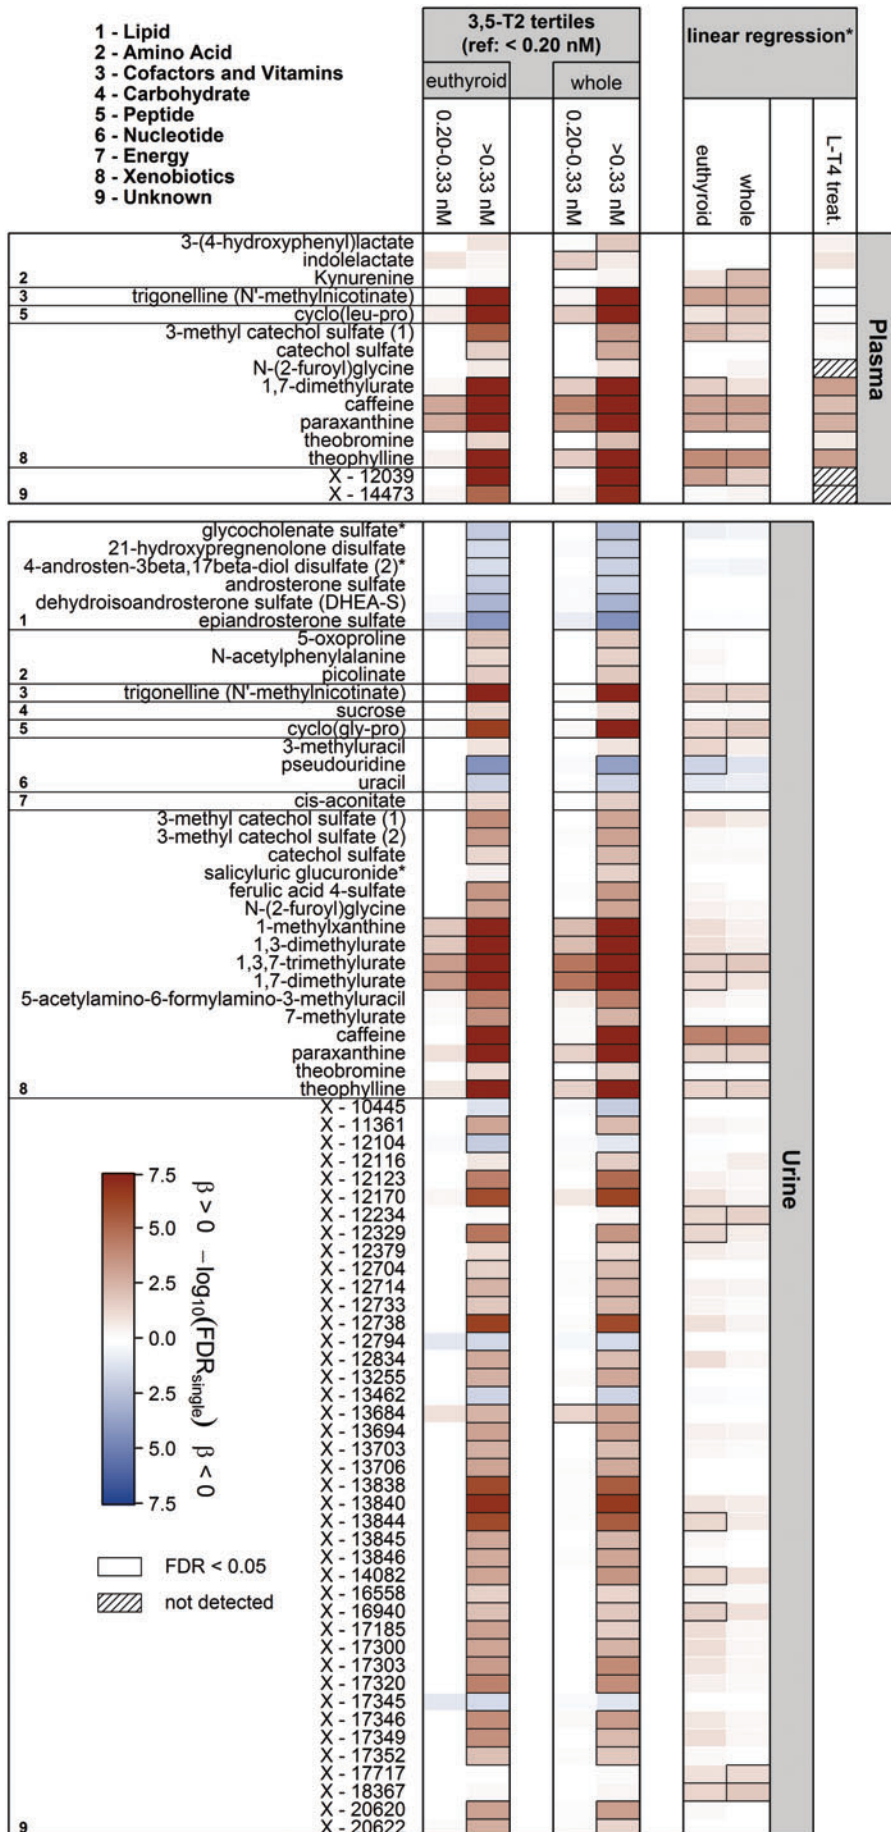 1 - Lipid
2 - Amino Acid
3 - Cofactors and Vitamins
4 - Carbohydrate
5 - Peptide
6 - Nucleotide
7 - Energy
8 - Xenobiotics
9 - Unknown
3,5-T2 tertiles
(ref: < 0.20 nM)
linear regression*
euthyroid
whole
0.20-0.33 nM
>0.33 nM
0.20-0.33 nM
>0.33 nM
euthyroid
whole
L-T4 treat.
Plasma
3-(4-hydroxyphenyl)lactate
indolelactate
2 Kynurenine
3 trigonelline (N'-methylnicotinate)
5 cyclo(leu-pro)
3-methyl catechol sulfate (1)
catechol sulfate
N-(2-furoyl)glycine
1,7-dimethylurate
caffeine
paraxanthine
theobromine
8 theophylline
X - 12039
9 X - 14473
Urine
glycocholenate sulfate*
21-hydroxypregnenolone disulfate
4-androsten-3beta,17beta-diol disulfate (2)*
androsterone sulfate
dehydroisoandrosterone sulfate (DHEA-S)
1 epiandrosterone sulfate
5-oxoproline
N-acetylphenylalanine
2 picolinate
3 trigonelline (N'-methylnicotinate)
4 sucrose
5 cyclo(gly-pro)
3-methyluracil
pseudouridine
6 uracil
7 cis-aconitate
3-methyl catechol sulfate (1)
3-methyl catechol sulfate (2)
catechol sulfate
salicyluric glucuronide*
ferulic acid 4-sulfate
N-(2-furoyl)glycine
1-methylxanthine
1,3-dimethylurate
1,3,7-trimethylurate
1,7-dimethylurate
5-acetylamino-6-formylamino-3-methyluracil
7-methylurate
caffeine
paraxanthine
theobromine
8 theophylline
X - 10445
X - 11361
X - 12104
X - 12116
X - 12123
X - 12170
X - 12234
X - 12329
X - 12379
X - 12704
X - 12714
X - 12733
X - 12738
X - 12794
X - 12834
X - 13255
X - 13462
X - 13684
X - 13694
X - 13703
X - 13706
X - 13838
X - 13840
X - 13844
X - 13845
X - 13846
X - 14082
X - 16558
X - 16940
X - 17185
X - 17300
X - 17303
X - 17320
X - 17345
X - 17346
X - 17349
X - 17352
X - 17717
X - 18367
X - 20620
9 X - 20622
7.5
5.0
2.5
0.0
2.5
5.0
7.5
β > 0 −log10(FDRsingle) β < 0
FDR < 0.05
not detected